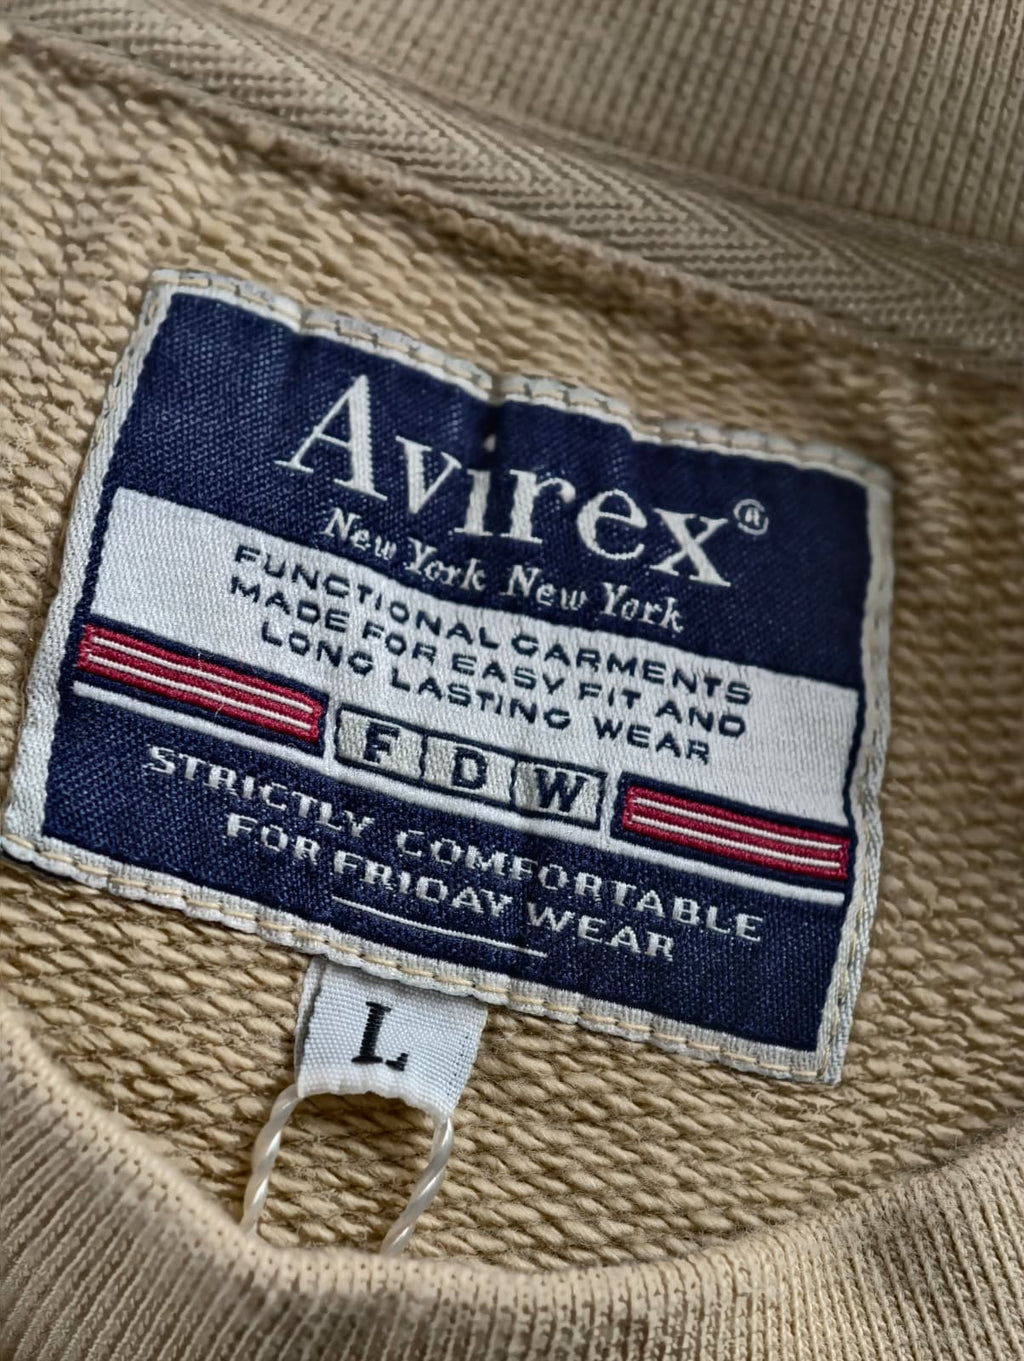 Avirex®
New York New York
FUNCTIONAL GARMENTS
MADE FOR EASY FIT AND
LONG LASTING WEAR
F D W
STRICTLY COMFORTABLE
FOR FRIDAY WEAR
L